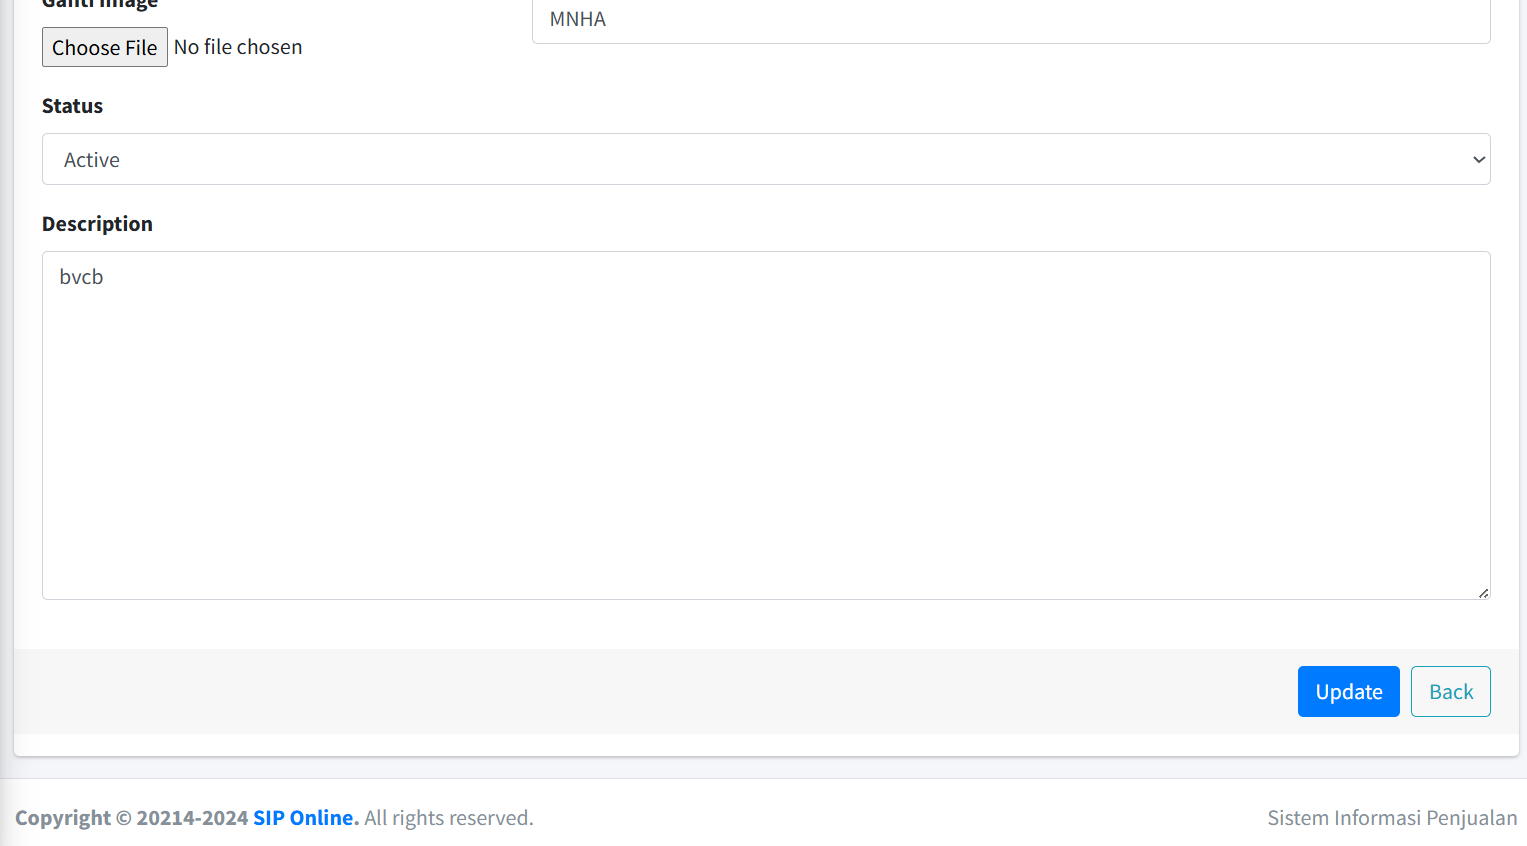 Ganti Image
MNHA
Choose File No file chosen
Status
Active
Description
bvcb
Update Back
Copyright © 20214-2024 SIP Online. All rights reserved.
Sistem Informasi Penjualan